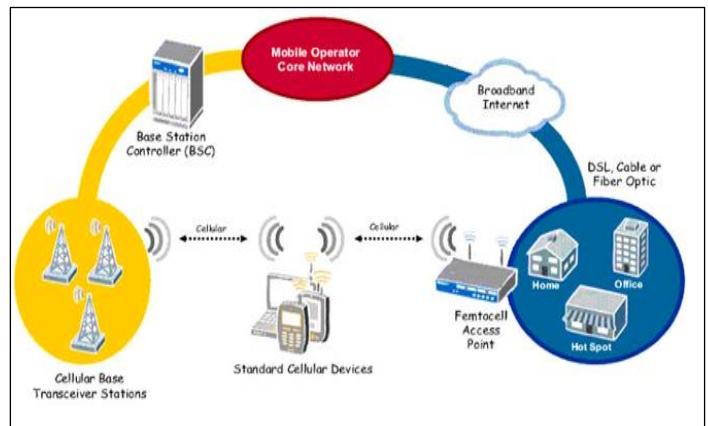 Mobile Operator
Core Network
Broadband
Internet
Base Station
Controller (BSC)
DSL, Cable or
Fiber Optic
Cellular
Cellular
Home
Office
Hot Spot
Femtocell
Access
Point
Standard Cellular Devices
Cellular Base
Transceiver Stations